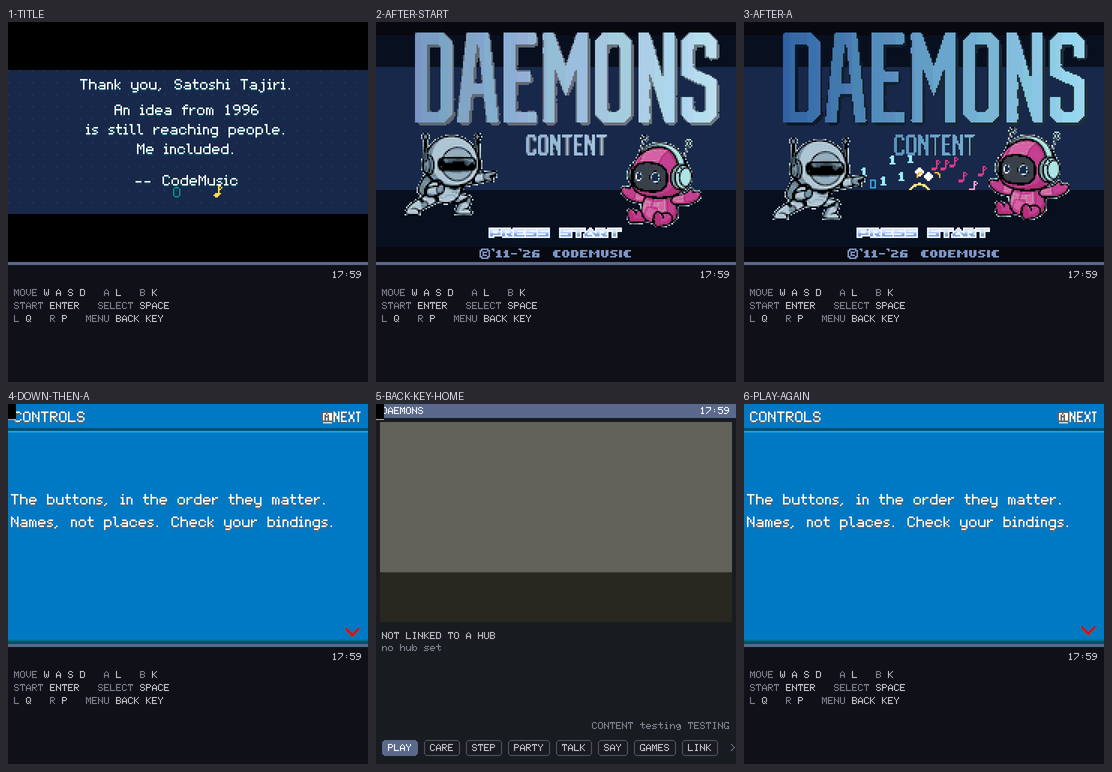 1-TITLE
Thank you, Satoshi Tajiri.
An idea from 1996
is still reaching people.
Me included.
-- CodeMusic
17:59
MOVE W A S D A L B K
START ENTER SELECT SPACE
L Q R P MENU BACK KEY
2-AFTER-START
DAEMONS
CONTENT
PRESS START
©'11-'26 CODEMUSIC
17:59
MOVE W A S D A L B K
START ENTER SELECT SPACE
L Q R P MENU BACK KEY
3-AFTER-A
DAEMONS
CONTENT
1 1
1 1
PRESS START
©'11-'26 CODEMUSIC
17:59
MOVE W A S D A L B K
START ENTER SELECT SPACE
L Q R P MENU BACK KEY
4-DOWN-THEN-A
CONTROLS
A NEXT
The buttons, in the order they matter.
Names, not places. Check your bindings.
17:59
MOVE W A S D A L B K
START ENTER SELECT SPACE
L Q R P MENU BACK KEY
5-BACK-KEY-HOME
DAEMONS 17:59
NOT LINKED TO A HUB
no hub set
CONTENT testing TESTING
PLAY CARE STEP PARTY TALK SAY GAMES LINK >
6-PLAY-AGAIN
CONTROLS
A NEXT
The buttons, in the order they matter.
Names, not places. Check your bindings.
17:59
MOVE W A S D A L B K
START ENTER SELECT SPACE
L Q R P MENU BACK KEY